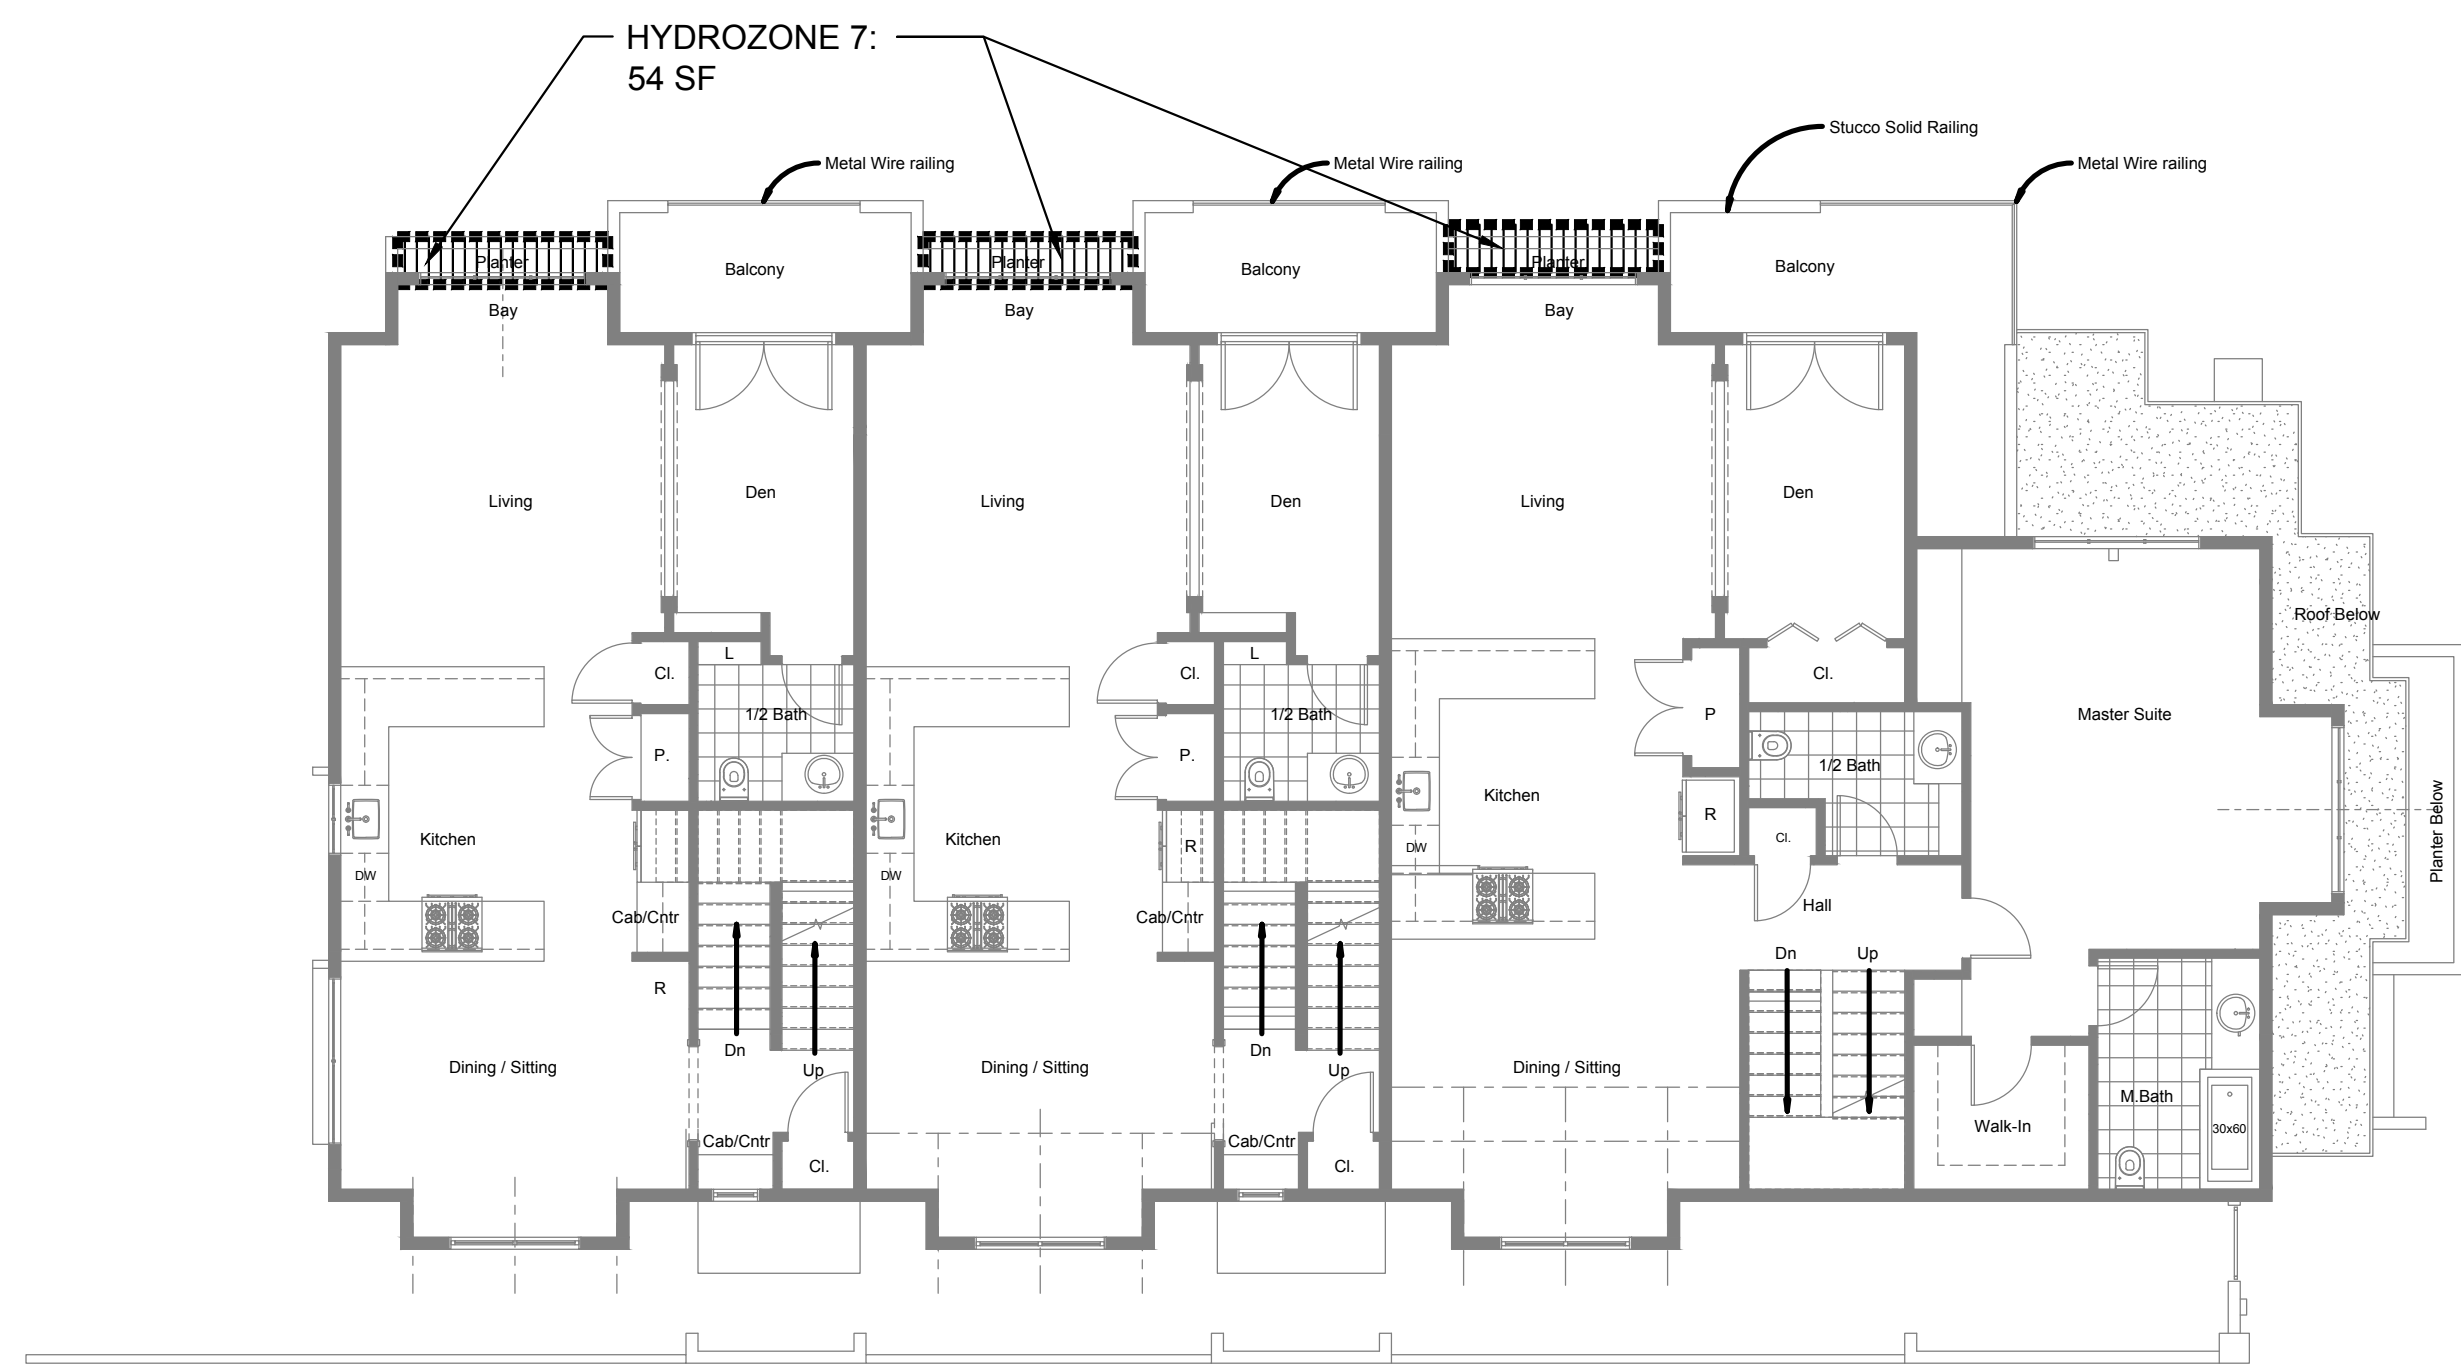 HYDROZONE 7:
54 SF
Stucco Solid Railing
Metal Wire railing
Metal Wire railing
Metal Wire railing
Planter
Balcony
Planter
Balcony
Planter
Balcony
Bay
Bay
Bay
Living
Den
Living
Den
Living
Den
Roof Below
L
L
Cl.
Cl.
Cl.
1/2 Bath
1/2 Bath
P
Master Suite
P.
P.
1/2 Bath
Kitchen
R
Planter Below
Kitchen
Kitchen
R
Cl.
DW
DW
DW
Cab/Cntr
Cab/Cntr
Hall
Dn
Up
R
Dn
Dn
Dining / Sitting
Up
Dining / Sitting
Up
Dining / Sitting
M.Bath
Walk-In
30x60
Cab/Cntr
Cab/Cntr
Cl.
Cl.